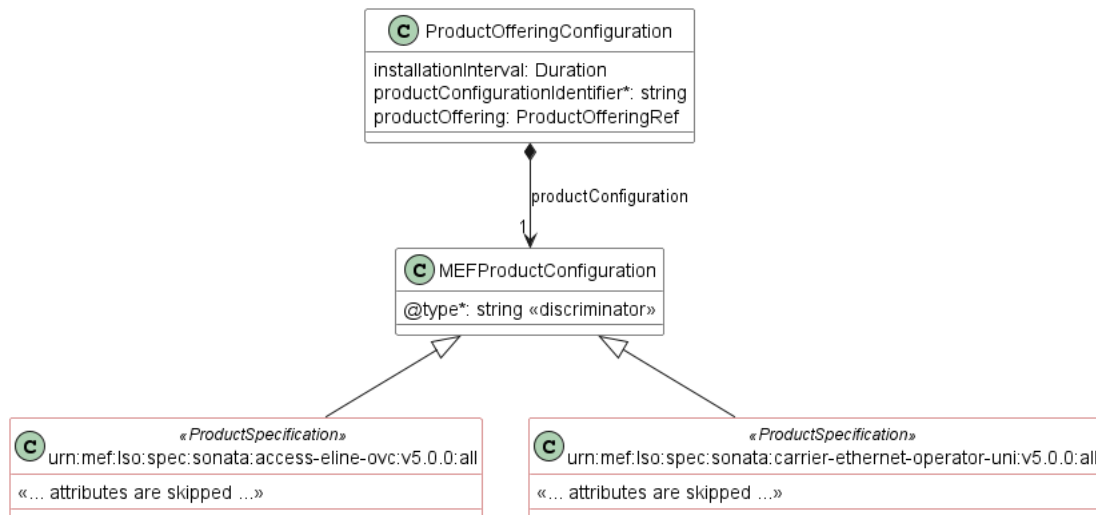 C ProductOfferingConfiguration
installationInterval: Duration
productConfigurationIdentifier*: string
productOffering: ProductOfferingRef
productConfiguration
1
C MEFProductConfiguration
@type*: string «discriminator»
C «ProductSpecification»
urn:mef:lso:spec:sonata:access-eline-ovc:v5.0.0:all
«... attributes are skipped ...»
C «ProductSpecification»
urn:mef:lso:spec:sonata:carrier-ethernet-operator-uni:v5.0.0:all
«... attributes are skipped ...»